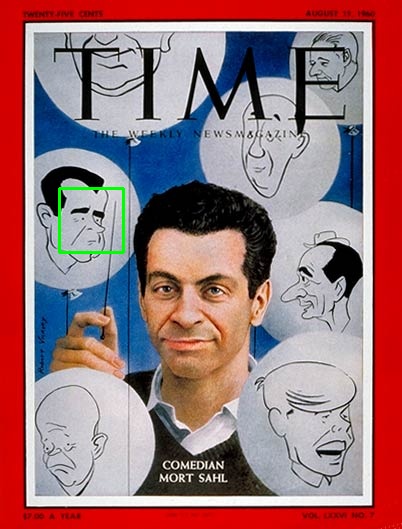 TWENTY-FIVE CENTS AUGUST 15, 1960
TIME
THE WEEKLY NEWSMAGAZINE
COMEDIAN
MORT SAHL
$7.00 A YEAR VOL. LXXVI NO. 7